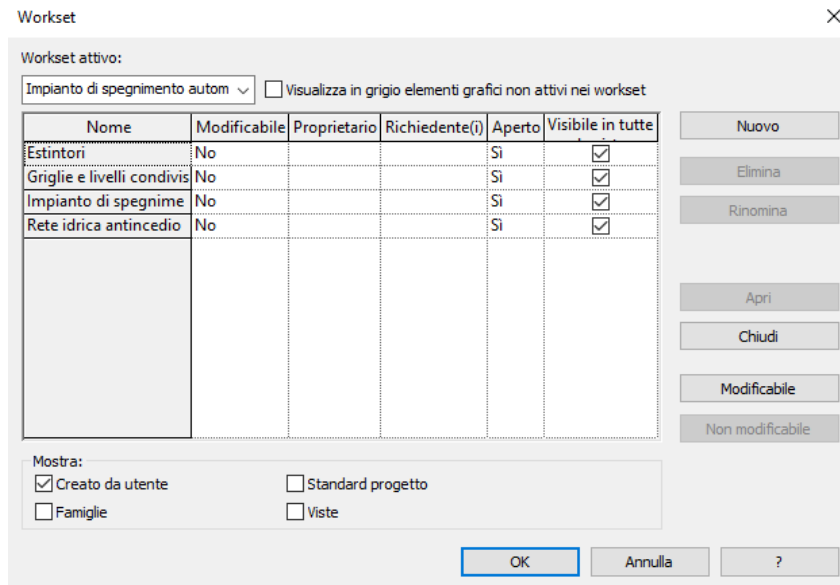 Workset
Workset attivo:
Impianto di spegnimento autom
Visualizza in grigio elementi grafici non attivi nei workset
Nome Modificabile Proprietario Richiedente(i) Aperto Visibile in tutte
Estintori No Sì
Griglie e livelli condivis No Sì
Impianto di spegnime No Sì
Rete idrica antincedio No Sì
Nuovo
Elimina
Rinomina
Apri
Chiudi
Modificabile
Non modificabile
Mostra:
Creato da utente Standard progetto
Famiglie Viste
OK Annulla ?